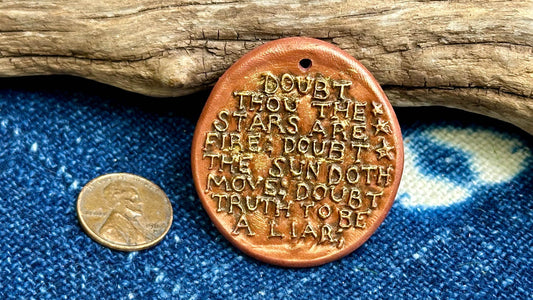 DOUBT
THOU THE
STARS ARE
FIRE; DOUBT
THE SUN DOTH
MOVE; DOUBT
TRUTH TO BE
A LIAR,